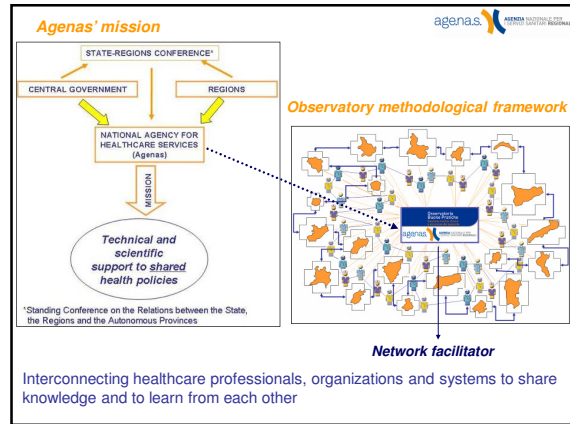 Agenas' mission
agenas. AGENZIA NAZIONALE PER
I SERVIZI SANITARI REGIONALI
STATE-REGIONS CONFERENCE*
CENTRAL GOVERNMENT
REGIONS
NATIONAL AGENCY FOR
HEALTHCARE SERVICES
(Agenas)
MISSION
Technical and
scientific
support to shared
health policies
*Standing Conference on the Relations between the State,
the Regions and the Autonomous Provinces
Observatory methodological framework
Osservatorio
Buone Pratiche
agenas.
Network facilitator
Interconnecting healthcare professionals, organizations and systems to share
knowledge and to learn from each other